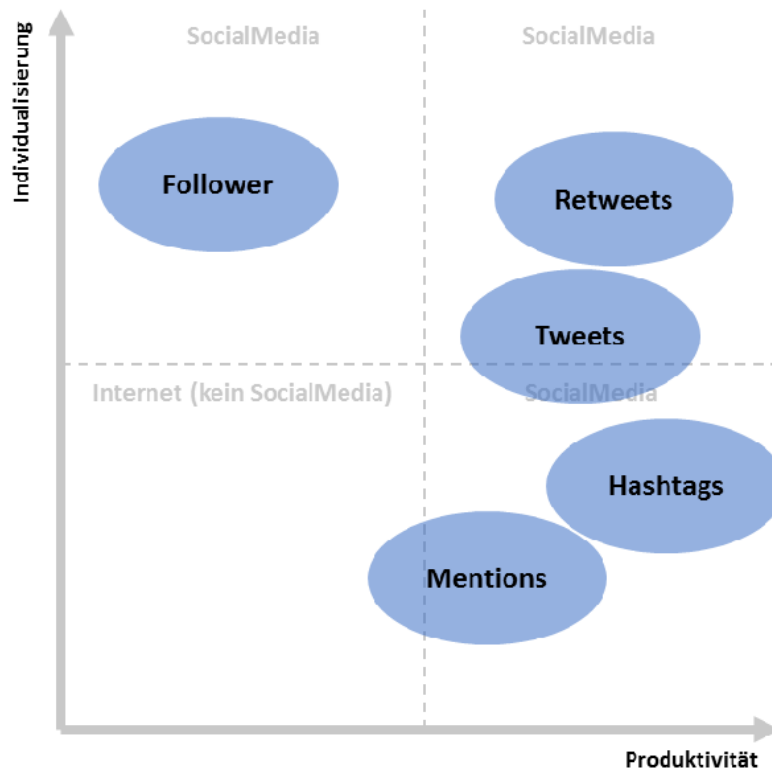 SocialMedia
SocialMedia
Individualisierung
Follower
Retweets
Tweets
Internet (kein SocialMedia)
SocialMedia
Hashtags
Mentions
Produktivität